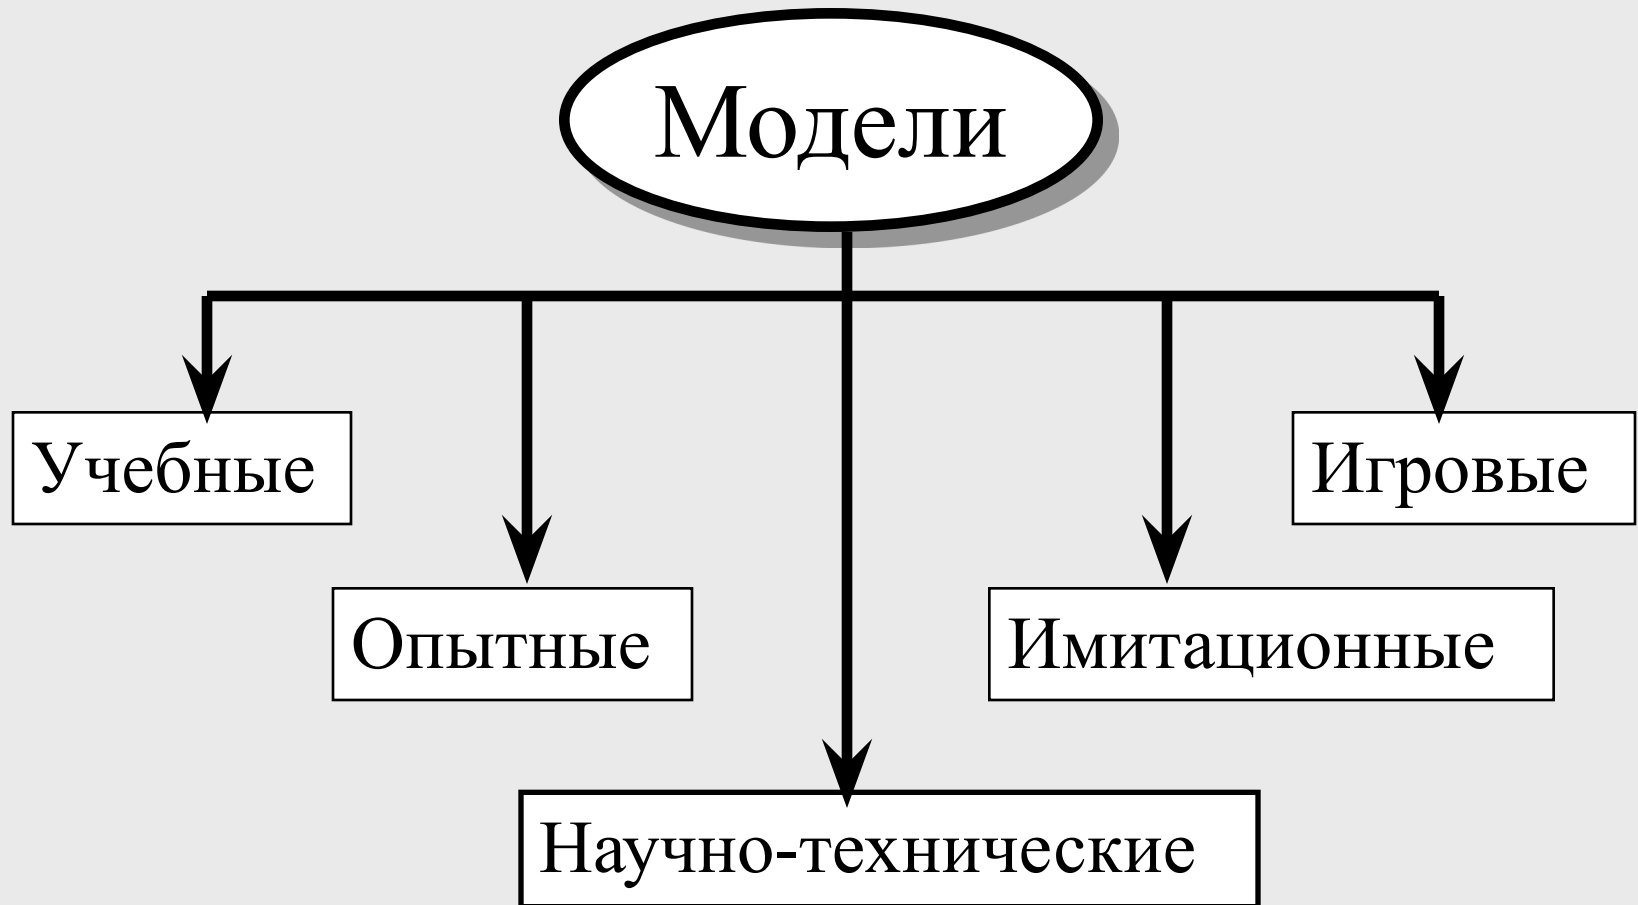 Модели
Учебные
Игровые
Опытные
Имитационные
Научно-технические